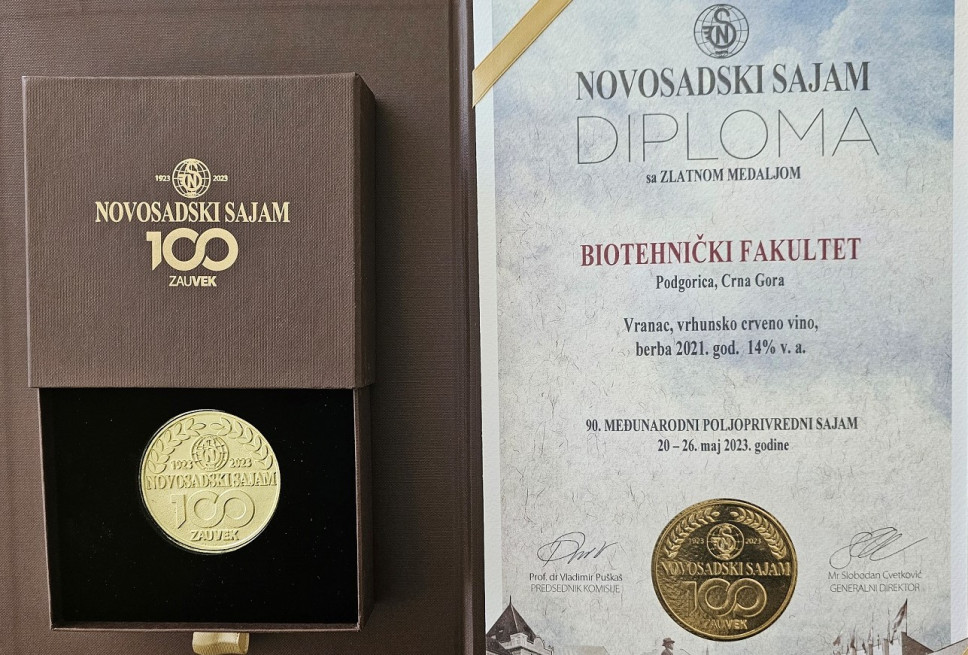 1923 2023
NOVOSADSKI SAJAM
100
ZAUVEK
1923 2023
NOVOSADSKI SAJAM
100
ZAUVEK
NOVOSADSKI SAJAM
DIPLOMA
sa ZLATNOM MEDALJOM
BIOTEHNIČKI FAKULTET
Podgorica, Crna Gora
Vranac, vrhunsko crveno vino,
berba 2021. god. 14% v. a.
90. MEĐUNARODNI POLJOPRIVREDNI SAJAM
20 – 26. maj 2023. godine
Prof. dr Vladimir Puškaš
PREDSEDNIK KOMISIJE
1923 2023
NOVOSADSKI SAJAM
100
ZAUVEK
Mr Slobodan Cvetković
GENERALNI DIREKTOR